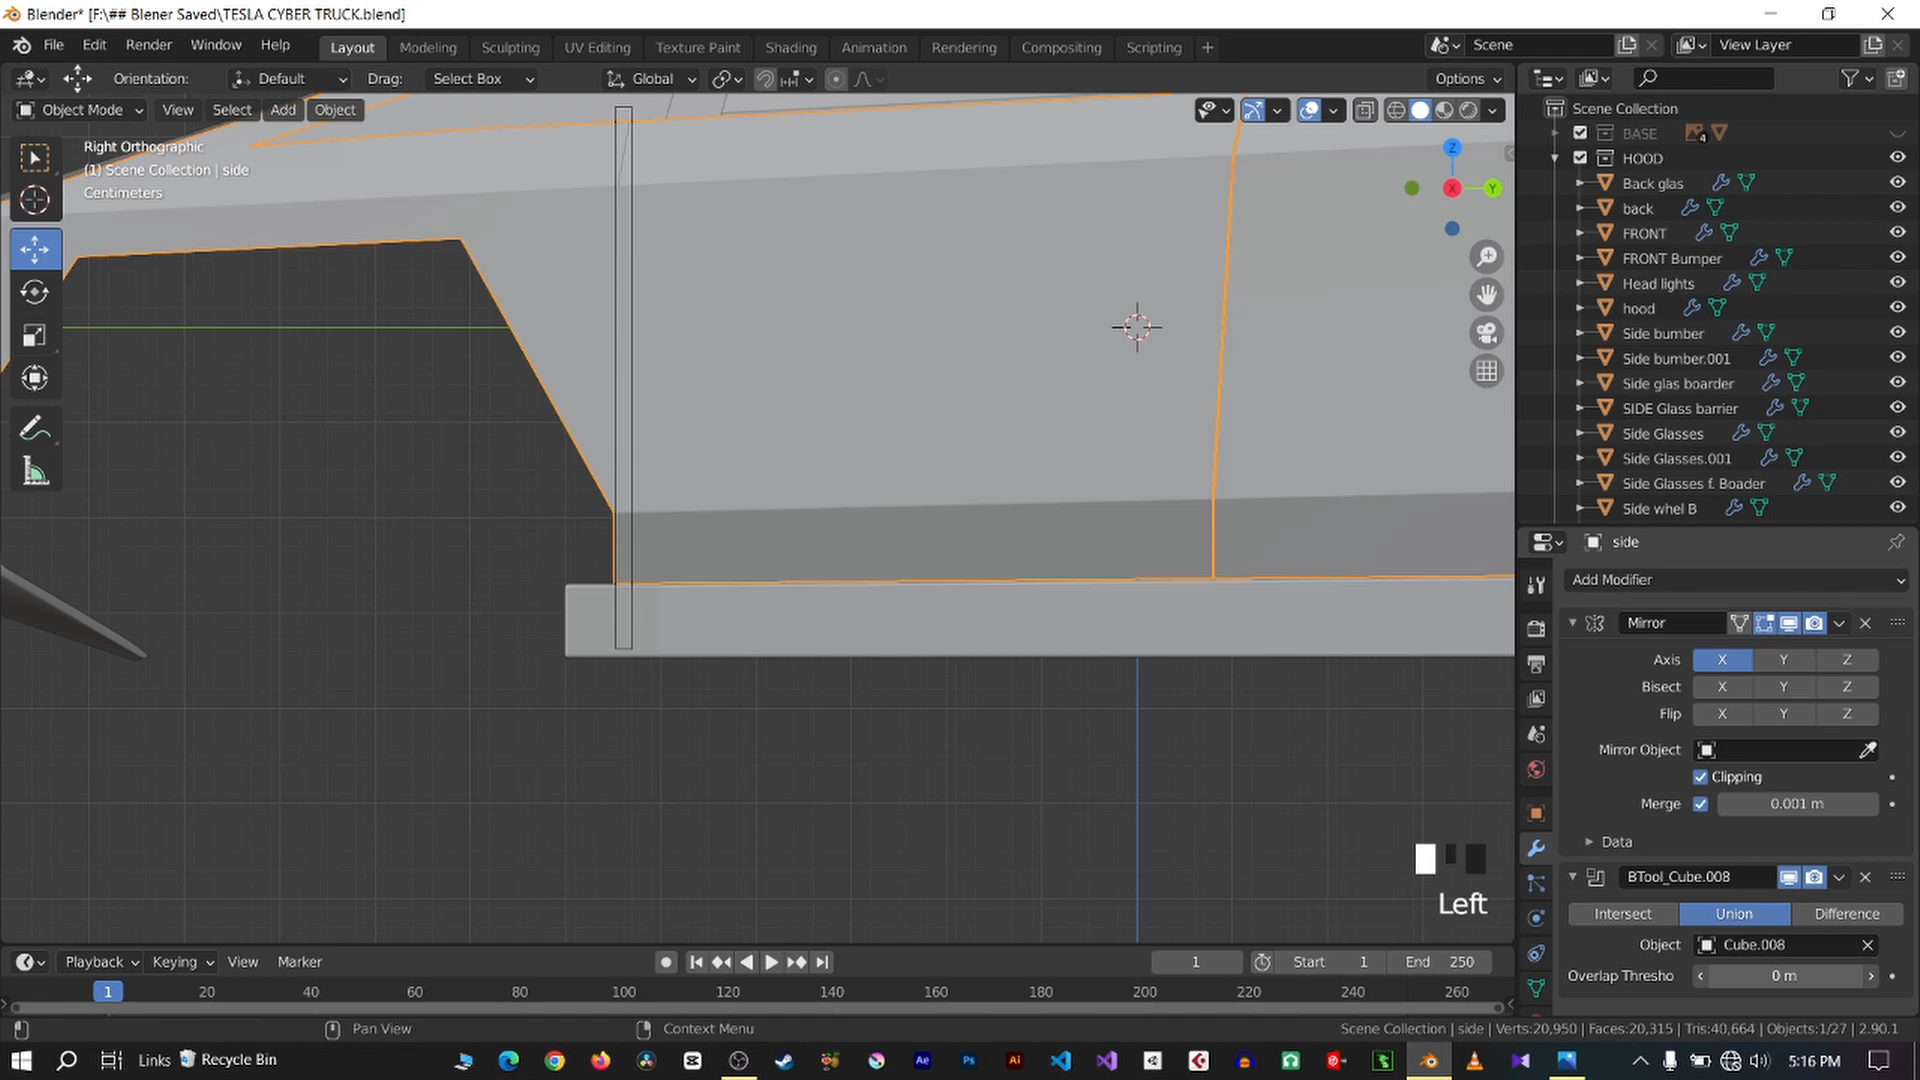 Blender* [F:\## Blener Saved\TESLA CYBER TRUCK.blend]
File Edit Render Window Help Layout Modeling Sculpting UV Editing Texture Paint Shading Animation Rendering Compositing Scripting + Scene View Layer
Orientation: Default Drag: Select Box Global Options
Object Mode View Select Add Object
Right Orthographic
(1) Scene Collection | side
Centimeters
Z
X
Y
Scene Collection
BASE 4
HOOD
Back glas
back
FRONT
FRONT Bumper
Head lights
hood
Side bumber
Side bumber.001
Side glas boarder
SIDE Glass barrier
Side Glasses
Side Glasses.001
Side Glasses f. Boader
Side whel B
side
Add Modifier
Mirror
Axis X Y Z
Bisect X Y Z
Flip X Y Z
Mirror Object
Clipping
Merge 0.001 m
Data
BTool_Cube.008
Intersect Union Difference
Object Cube.008
Overlap Thresho 0 m
Left
Playback Keying View Marker 1 Start 1 End 250
1 20 40 60 80 100 120 140 160 180 200 220 240 260
Pan View Context Menu Scene Collection | side | Verts:20,950 | Faces:20,315 | Tris:40,664 | Objects:1/27 | 2.90.1
Links Recycle Bin Ae Ps Ai 5:16 PM